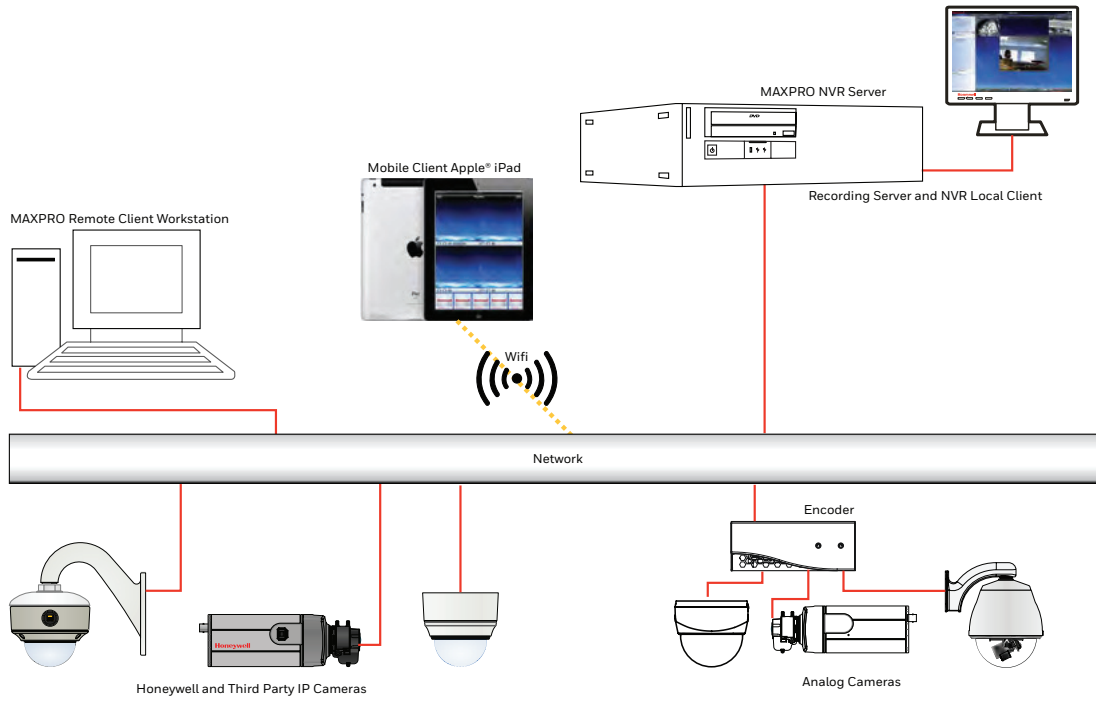 MAXPRO NVR Server
DVD
Mobile Client Apple® iPad
Recording Server and NVR Local Client
MAXPRO Remote Client Workstation
Wifi
Network
Encoder
Honeywell
Honeywell and Third Party IP Cameras
Analog Cameras